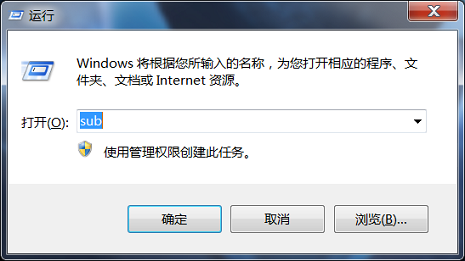 运行
Windows 将根据您所输入的名称，为您打开相应的程序、文
件夹、文档或 Internet 资源。
打开(O): sub
使用管理权限创建此任务。
确定 取消 浏览(B)...